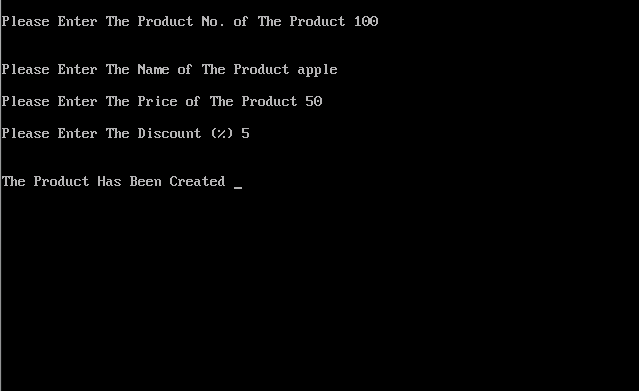 Please Enter The Product No. of The Product 100
Please Enter The Name of The Product apple
Please Enter The Price of The Product 50
Please Enter The Discount (%) 5
The Product Has Been Created _